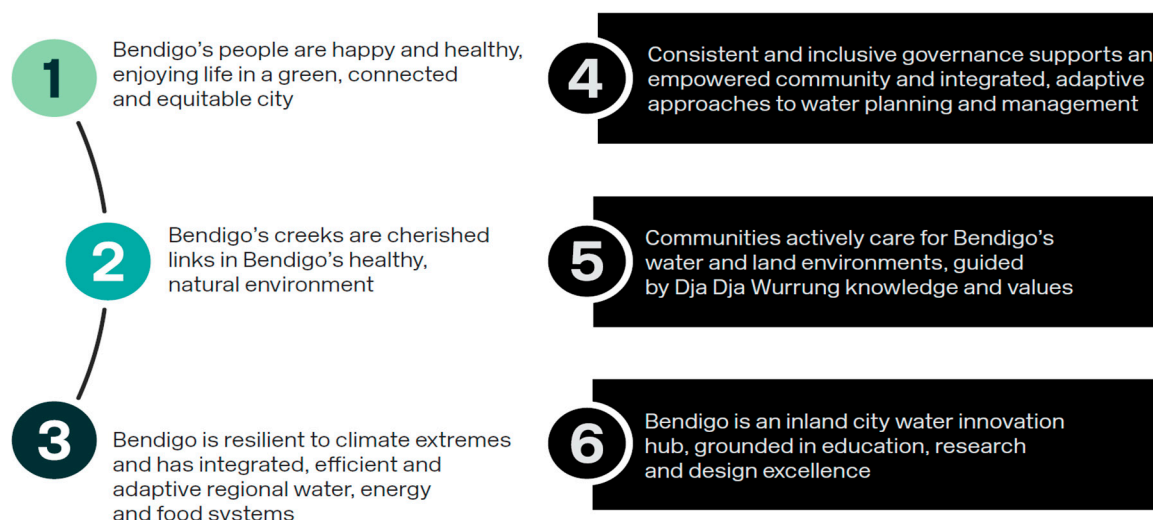 1
Bendigo's people are happy and healthy,
enjoying life in a green, connected
and equitable city
2
Bendigo's creeks are cherished
links in Bendigo's healthy,
natural environment
3
Bendigo is resilient to climate extremes
and has integrated, efficient and
adaptive regional water, energy
and food systems
4
Consistent and inclusive governance supports an
empowered community and integrated, adaptive
approaches to water planning and management
5
Communities actively care for Bendigo's
water and land environments, guided
by Dja Dja Wurrung knowledge and values
6
Bendigo is an inland city water innovation
hub, grounded in education, research
and design excellence